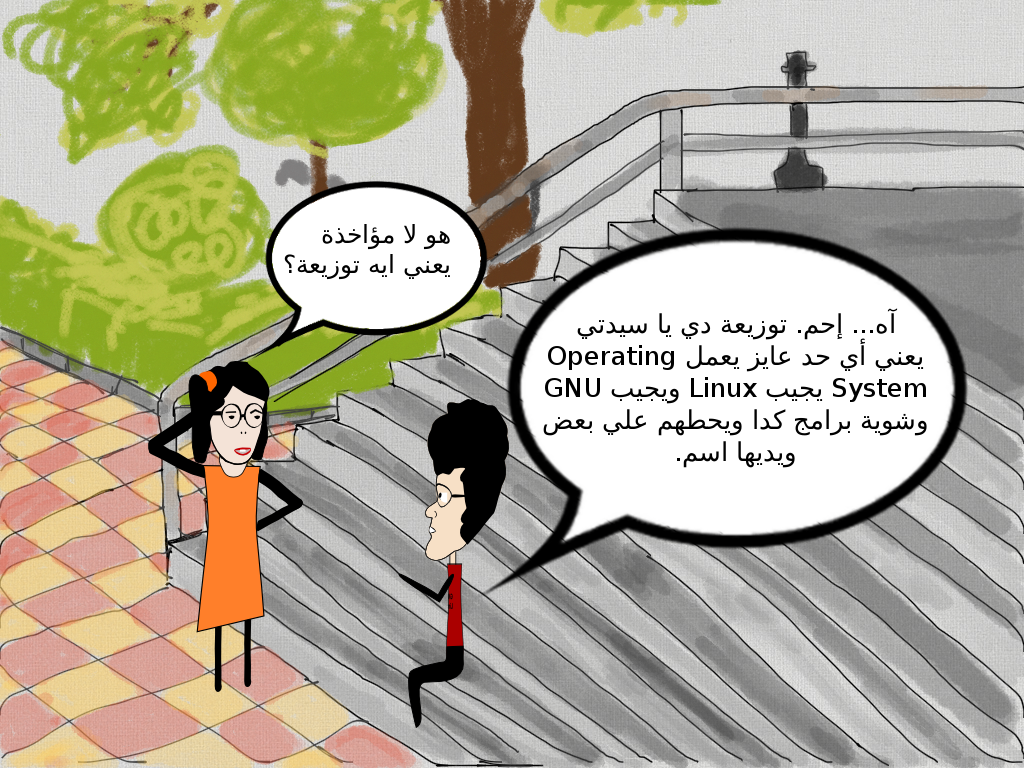 هو لا مؤاخذة
يعني ايه توزيعة؟
آه... إحم. توزيعة دي يا سيدتي
يعني أي حد عايز يعمل Operating
System يجيب Linux ويجيب GNU
وشوية برامج كدا ويحطهم علي بعض
ويديها اسم.